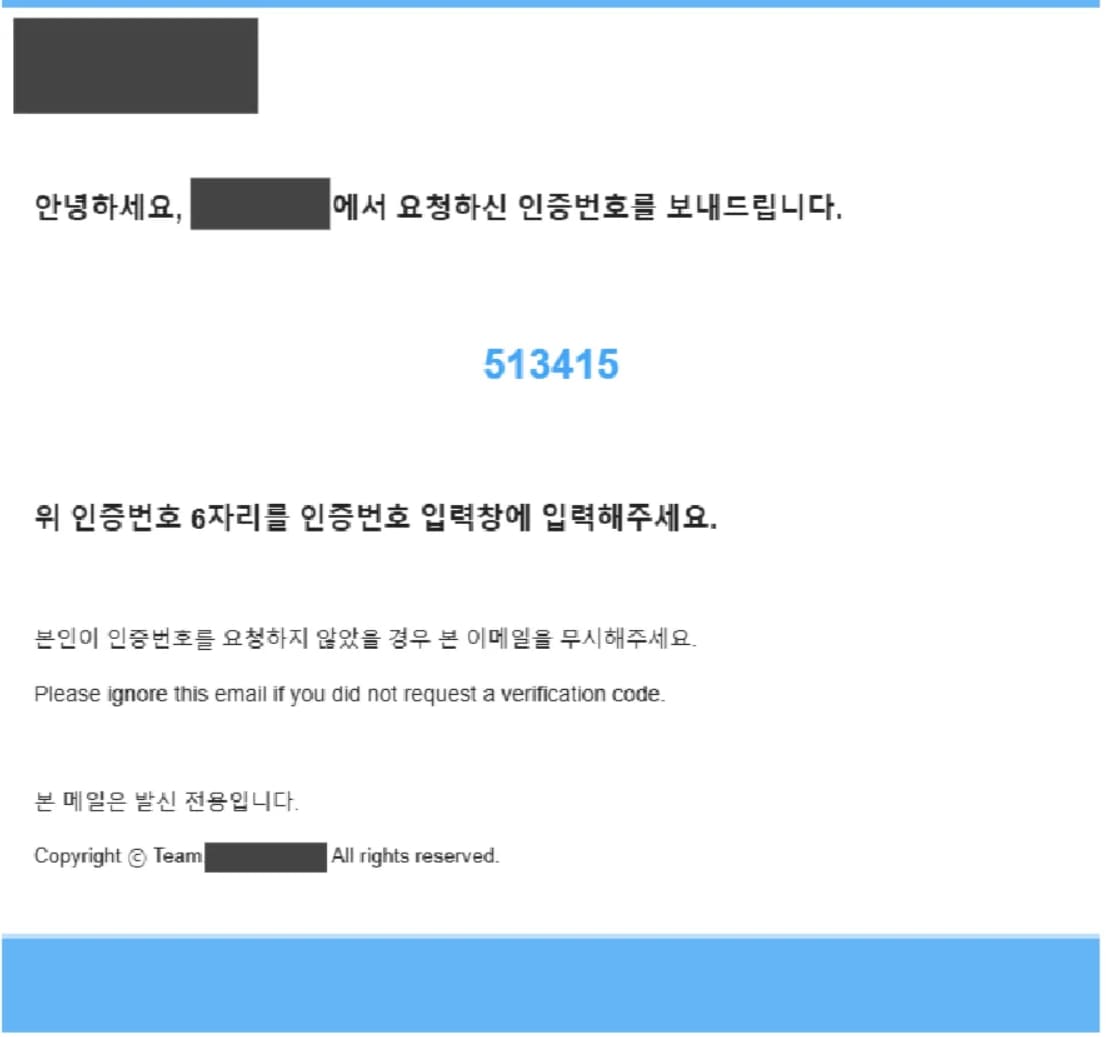 안녕하세요, 에서 요청하신 인증번호를 보내드립니다.
513415
위 인증번호 6자리를 인증번호 입력창에 입력해주세요.
본인이 인증번호를 요청하지 않았을 경우 본 이메일을 무시해주세요.
Please ignore this email if you did not request a verification code.
본 메일은 발신 전용입니다.
Copyright ⓒ Team All rights reserved.